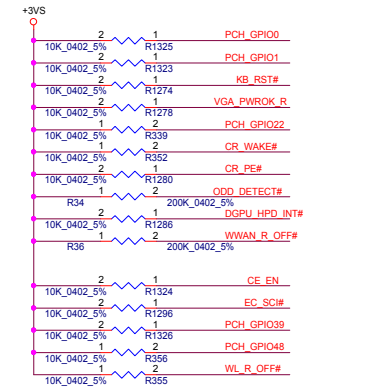 +3VS
2 1 PCH_GPIO0
10K_0402_5% R1325
2 1 PCH_GPIO1
10K_0402_5% R1323
2 1 KB_RST#
10K_0402_5% R1274
2 1 VGA_PWROK_R
10K_0402_5% R1278
1 2 PCH_GPIO22
10K_0402_5% R339
1 2 CR_WAKE#
10K_0402_5% R352
2 1 CR_PE#
10K_0402_5% R1280
1 2 ODD_DETECT#
R34 200K_0402_5%
2 1 DGPU_HPD_INT#
10K_0402_5% R1286
1 2 WWAN_R_OFF#
R36 200K_0402_5%
2 1 CE_EN
10K_0402_5% R1324
2 1 EC_SCI#
10K_0402_5% R1296
2 1 PCH_GPIO39
10K_0402_5% R1326
1 2 PCH_GPIO48
10K_0402_5% R356
1 2 WL_R_OFF#
10K_0402_5% R355